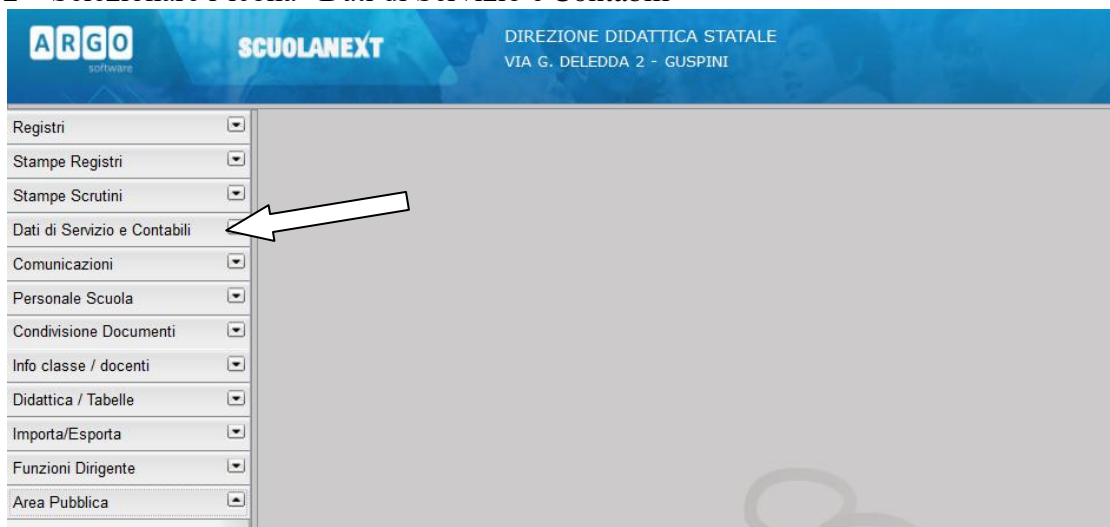 ARGO
software
SCUOLANEXT
DIREZIONE DIDATTICA STATALE
VIA G. DELEDDA 2 - GUSPINI
Registri
Stampe Registri
Stampe Scrutini
Dati di Servizio e Contabili
Comunicazioni
Personale Scuola
Condivisione Documenti
Info classe / docenti
Didattica / Tabelle
Importa/Esporta
Funzioni Dirigente
Area Pubblica